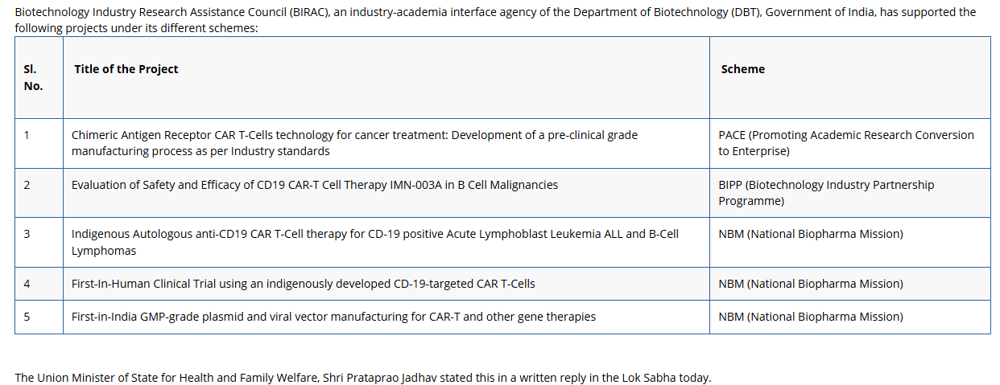 Biotechnology Industry Research Assistance Council (BIRAC), an industry-academia interface agency of the Department of Biotechnology (DBT), Government of India, has supported the
following projects under its different schemes:
Sl.
No.
Title of the Project
Scheme
1
Chimeric Antigen Receptor CAR T-Cells technology for cancer treatment: Development of a pre-clinical grade
manufacturing process as per Industry standards
PACE (Promoting Academic Research Conversion
to Enterprise)
2
Evaluation of Safety and Efficacy of CD19 CAR-T Cell Therapy IMN-003A in B Cell Malignancies
BIPP (Biotechnology Industry Partnership
Programme)
3
Indigenous Autologous anti-CD19 CAR T-Cell therapy for CD-19 positive Acute Lymphoblast Leukemia ALL and B-Cell
Lymphomas
NBM (National Biopharma Mission)
4
First-In-Human Clinical Trial using an indigenously developed CD-19-targeted CAR T-Cells
NBM (National Biopharma Mission)
5
First-in-India GMP-grade plasmid and viral vector manufacturing for CAR-T and other gene therapies
NBM (National Biopharma Mission)
The Union Minister of State for Health and Family Welfare, Shri Prataprao Jadhav stated this in a written reply in the Lok Sabha today.